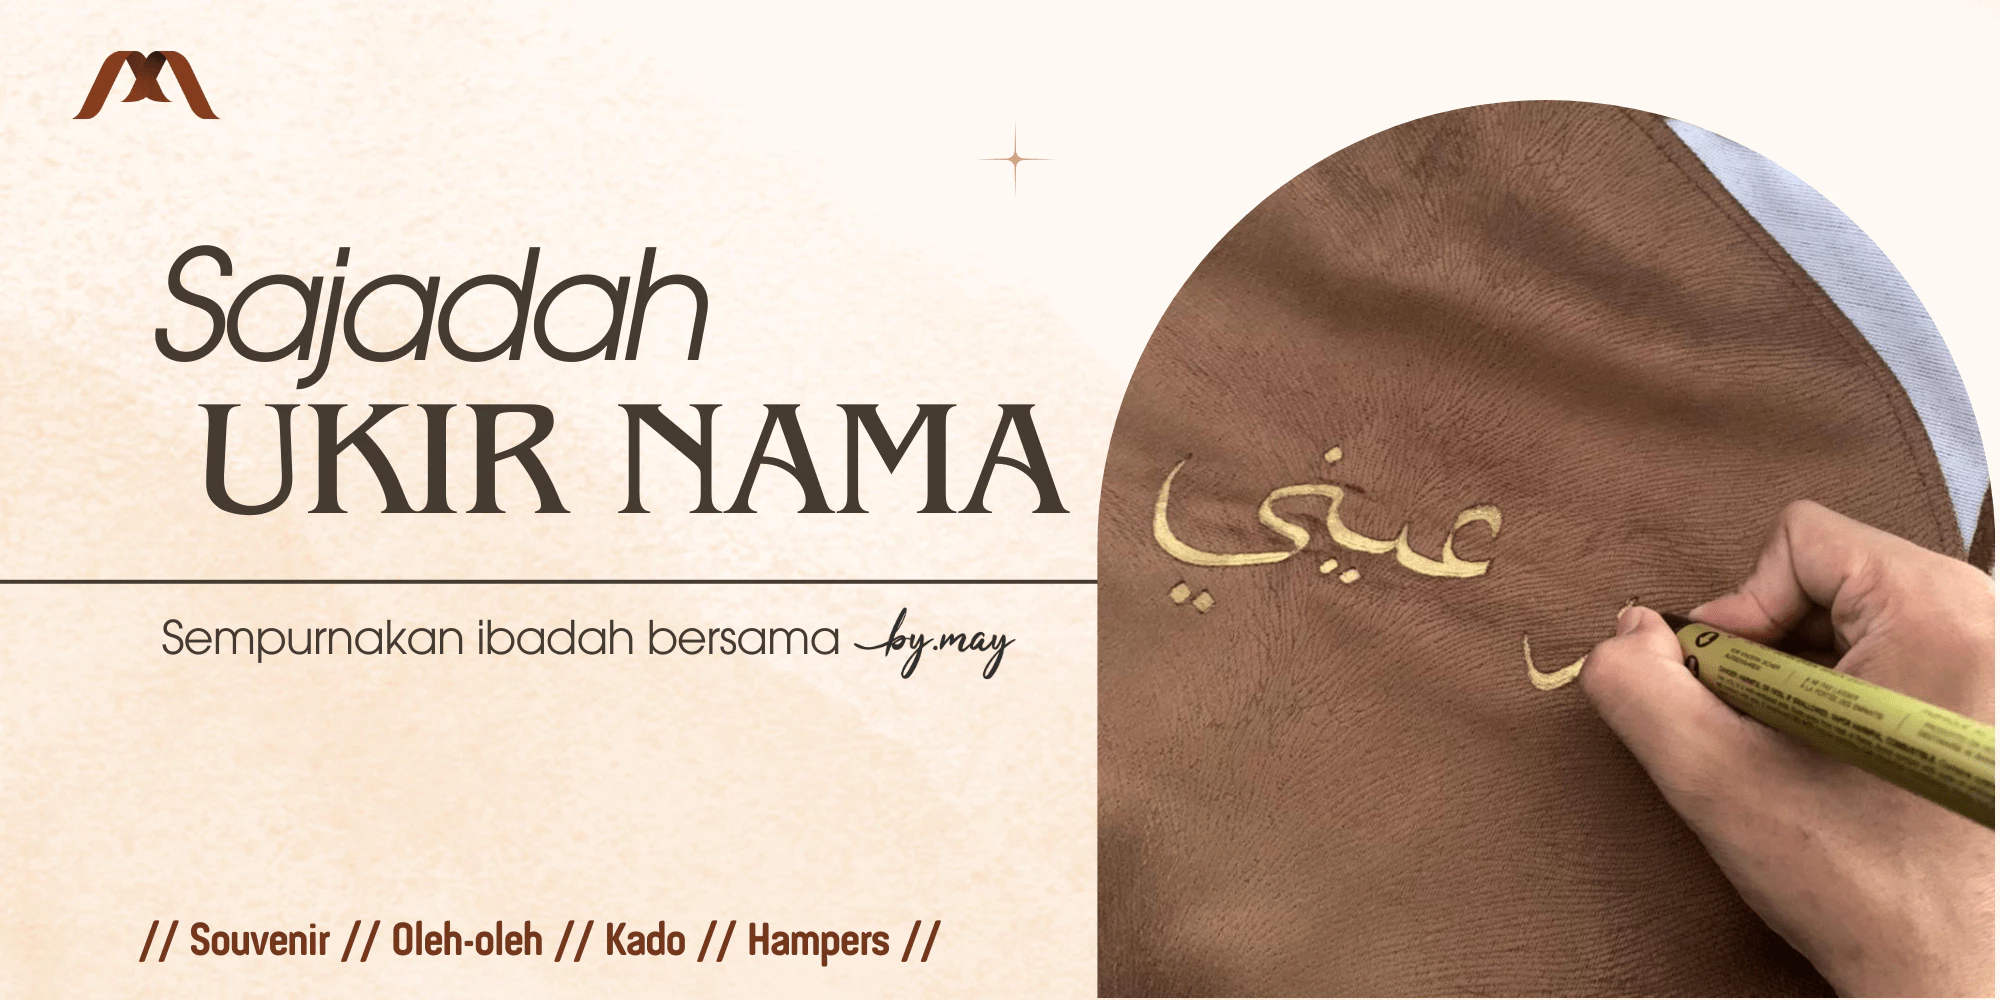 Sajadah
UKIR NAMA
Sempurnakan ibadah bersama by.may
// Souvenir // Oleh-oleh // Kado // Hampers //
عيني